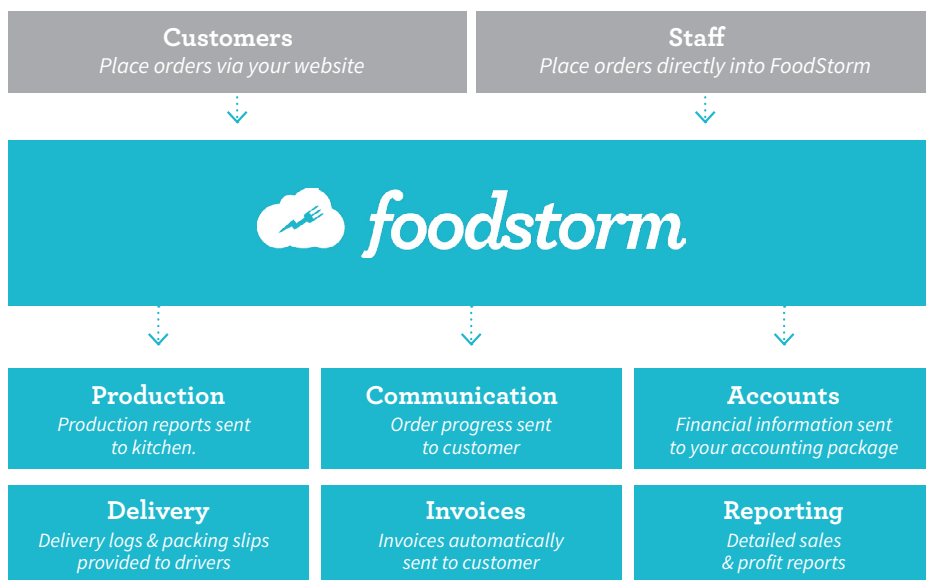 Customers
Place orders via your website
Staff
Place orders directly into FoodStorm
foodstorm
Production
Production reports sent
to kitchen.
Communication
Order progress sent
to customer
Accounts
Financial information sent
to your accounting package
Delivery
Delivery logs & packing slips
provided to drivers
Invoices
Invoices automatically
sent to customer
Reporting
Detailed sales
& profit reports